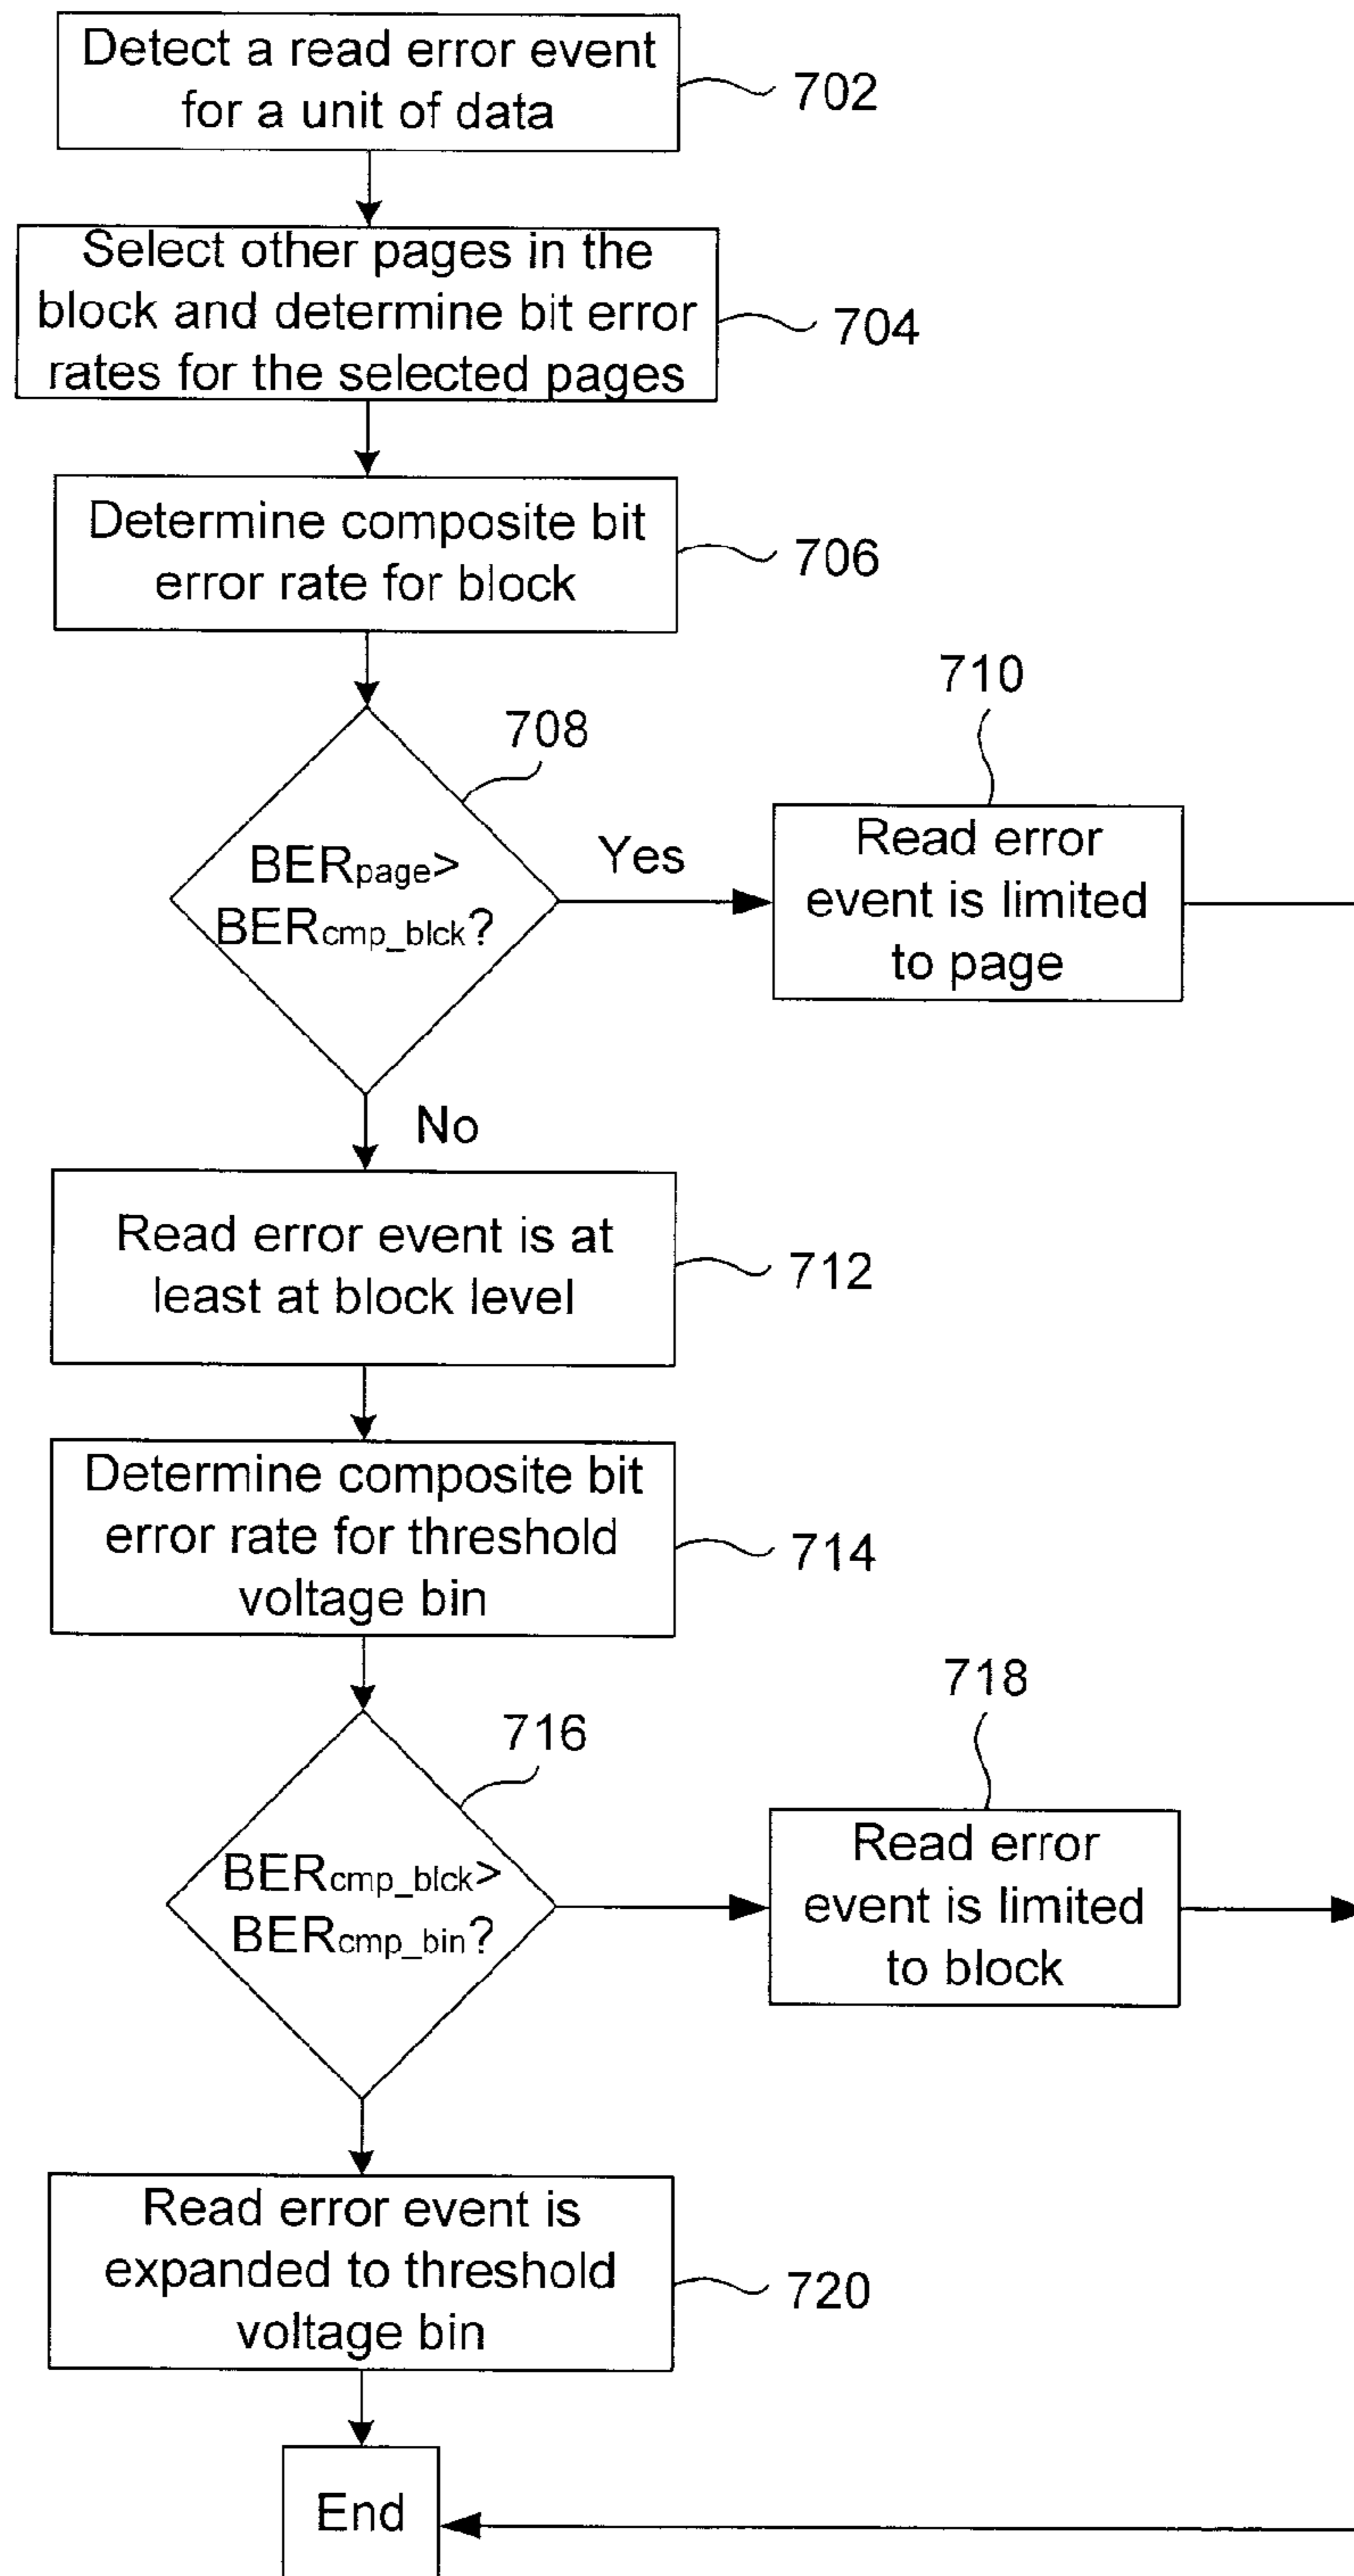 Detect a read error event
for a unit of data
702
Select other pages in the
block and determine bit error
rates for the selected pages
704
Determine composite bit
error rate for block
706
708
BERpage>
BERcmp_blck?
Yes
710
Read error
event is limited
to page
No
Read error event is at
least at block level
712
Determine composite bit
error rate for threshold
voltage bin
714
716
BERcmp_blck>
BERcmp_bin?
718
Read error
event is limited
to block
Read error event is
expanded to threshold
voltage bin
720
End